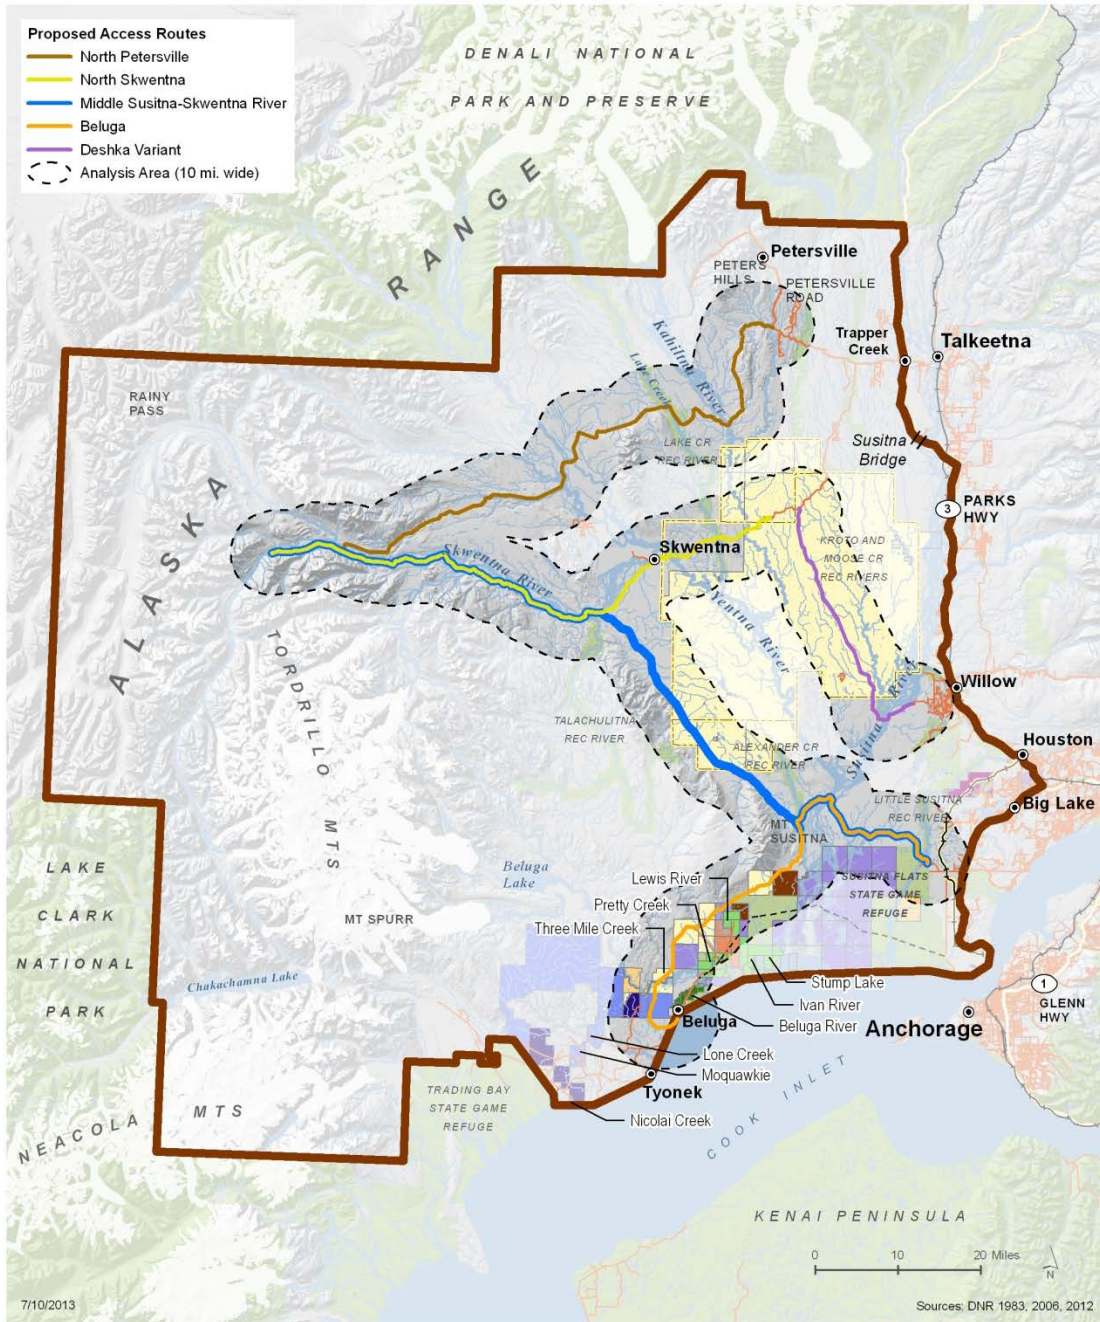 Proposed Access Routes
North Petersville
North Skwentna
Middle Susitna-Skwentna River
Beluga
Deshka Variant
Analysis Area (10 mi. wide)
DENALI NATIONAL
PARK AND PRESERVE
RANGE
Petersville
PETERS
HILLS
PETERSVILLE
ROAD
Kahiltna River
Lake Creek
Trapper
Creek
Talkeetna
RAINY
PASS
LAKE CR
REC RIVER
Susitna
Bridge
3
PARKS
HWY
ALASKA
Skwentna
Skwentna River
KROTO AND
MOOSE CR
REC RIVERS
Yentna River
TORDRILLO MTS
Willow
Susitna River
TALACHULITNA
REC RIVER
ALEXANDER CR
REC RIVER
Houston
Big Lake
LITTLE SUSITNA
REC RIVER
MT
SUSITNA
LAKE
CLARK
NATIONAL
PARK
Beluga
Lake
Lewis River
SUSITNA FLATS
STATE GAME
REFUGE
Pretty Creek
MT SPURR
Three Mile Creek
Chakachamna Lake
Stump Lake
Ivan River
Beluga River
Beluga
1
GLENN
HWY
Anchorage
Lone Creek
Moquawkie
Tyonek
Nicolai Creek
TRADING BAY
STATE GAME
REFUGE
NEACOLA MTS
COOK INLET
KENAI PENINSULA
0 10 20 Miles
N
7/10/2013
Sources: DNR 1983, 2006, 2012